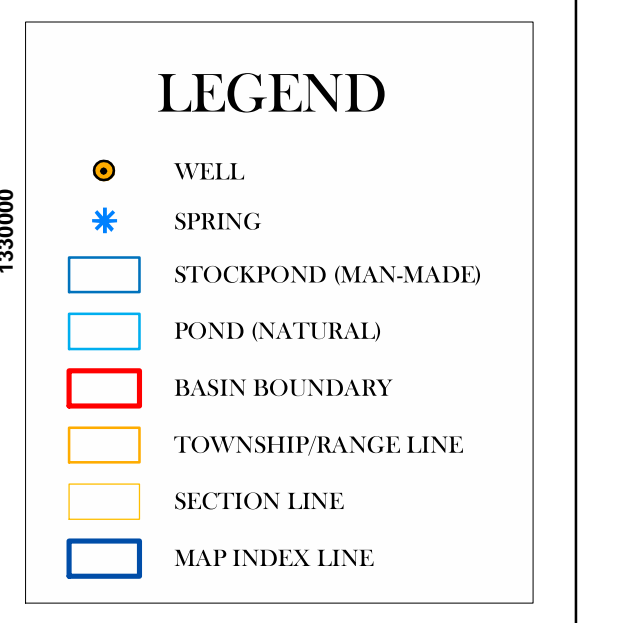 LEGEND
WELL
SPRING
STOCKPOND (MAN-MADE)
POND (NATURAL)
BASIN BOUNDARY
TOWNSHIP/RANGE LINE
SECTION LINE
MAP INDEX LINE
1330000